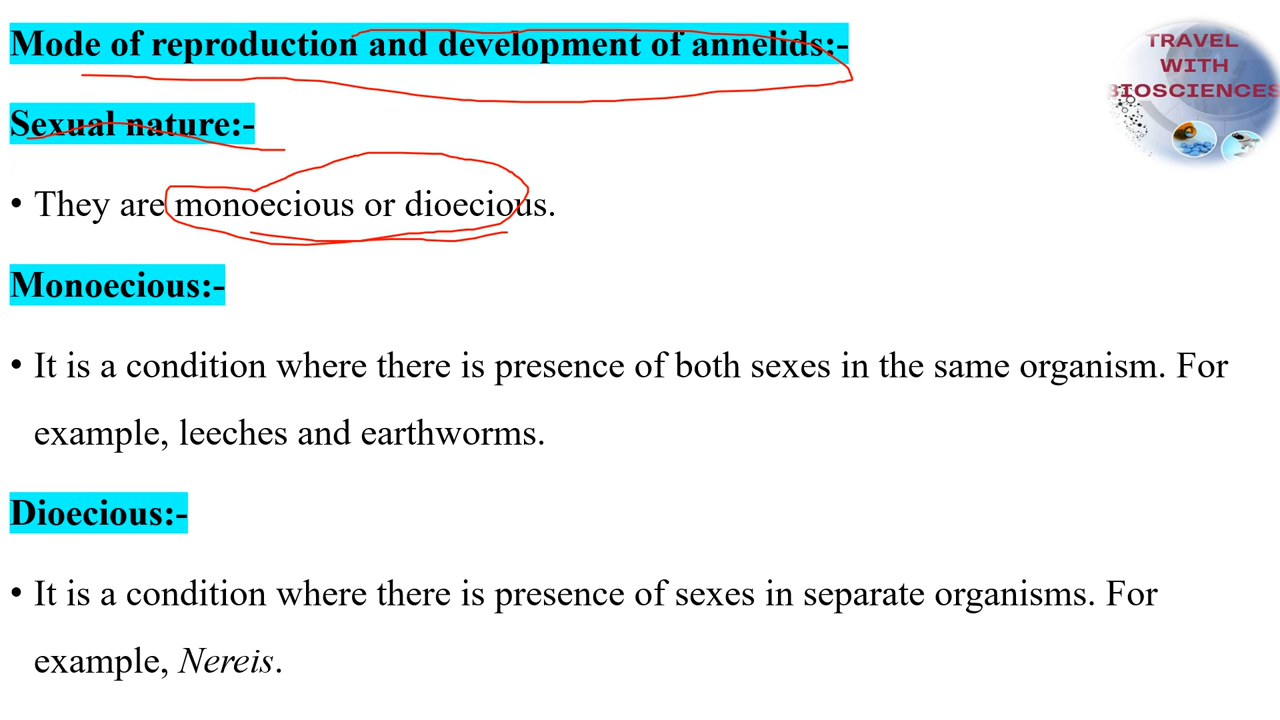 Mode of reproduction and development of annelids:-
TRAVEL
WITH
BIOSCIENCES
Sexual nature:-
• They are monoecious or dioecious.
Monoecious:-
• It is a condition where there is presence of both sexes in the same organism. For
example, leeches and earthworms.
Dioecious:-
• It is a condition where there is presence of sexes in separate organisms. For
example, Nereis.